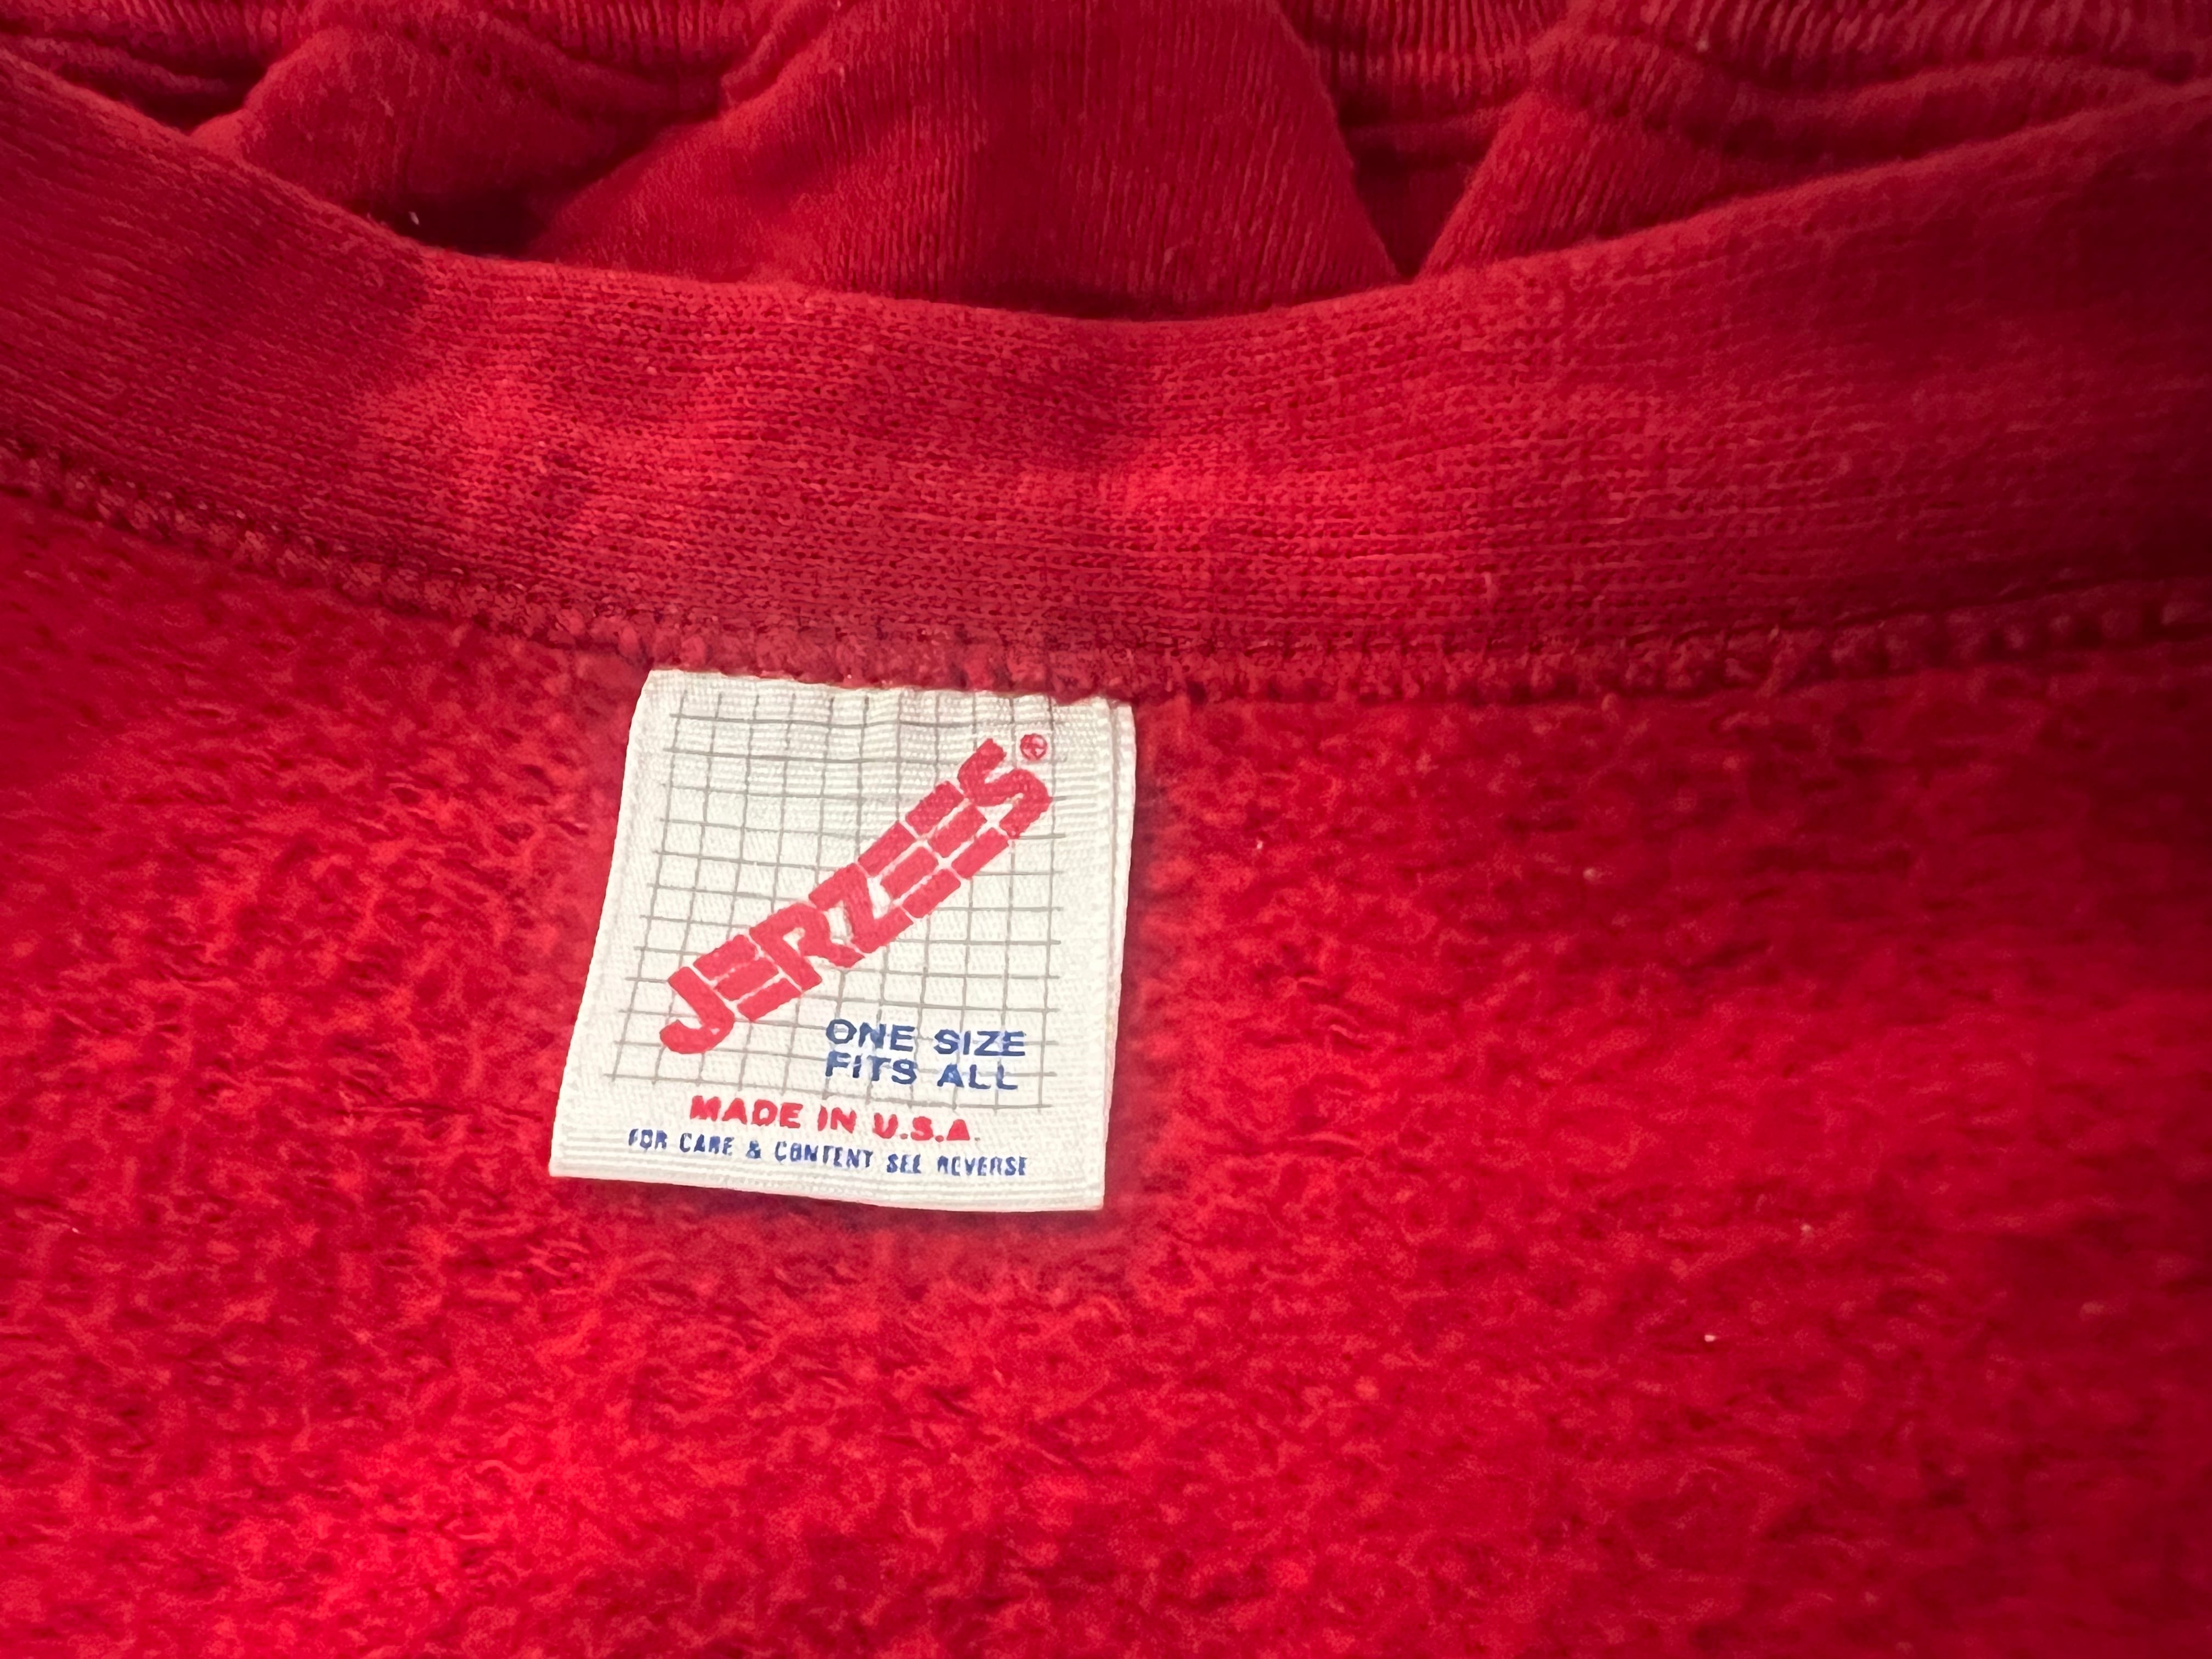 JERZEES®
ONE SIZE
FITS ALL
MADE IN U.S.A.
FOR CARE & CONTENT SEE REVERSE